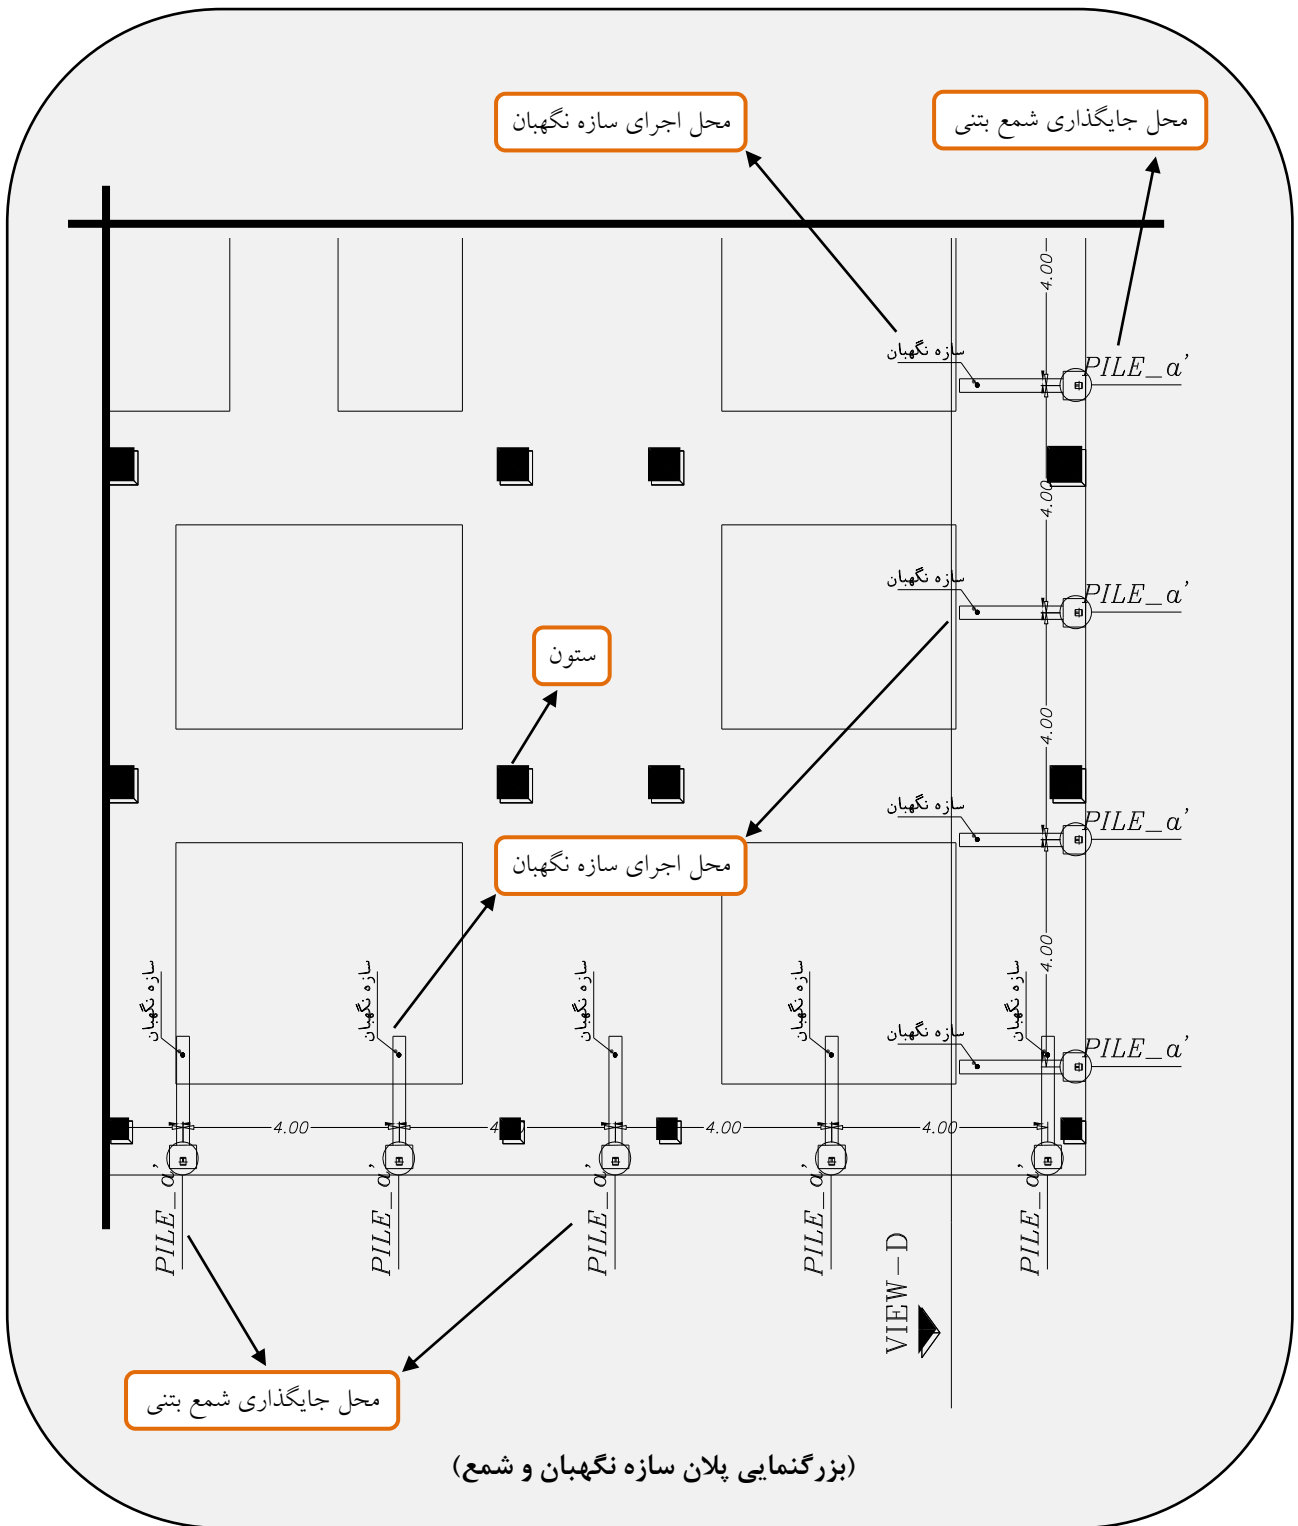 محل اجرای سازه نگهبان
محل جایگذاری شمع بتنی
4.00
سازه نگهبان
PILE_a'
4.00
سازه نگهبان
PILE_a'
ستون
4.00
سازه نگهبان
PILE_a'
محل اجرای سازه نگهبان
4.00
سازه نگهبان
سازه نگهبان
سازه نگهبان
سازه نگهبان
سازه نگهبان
سازه نگهبان
PILE_a'
4.00
4.00
4.00
PILE_a'
PILE_a'
PILE_a'
PILE_a'
PILE_a'
VIEW-D
محل جایگذاری شمع بتنی
(بزرگنمایی پلان سازه نگهبان و شمع)